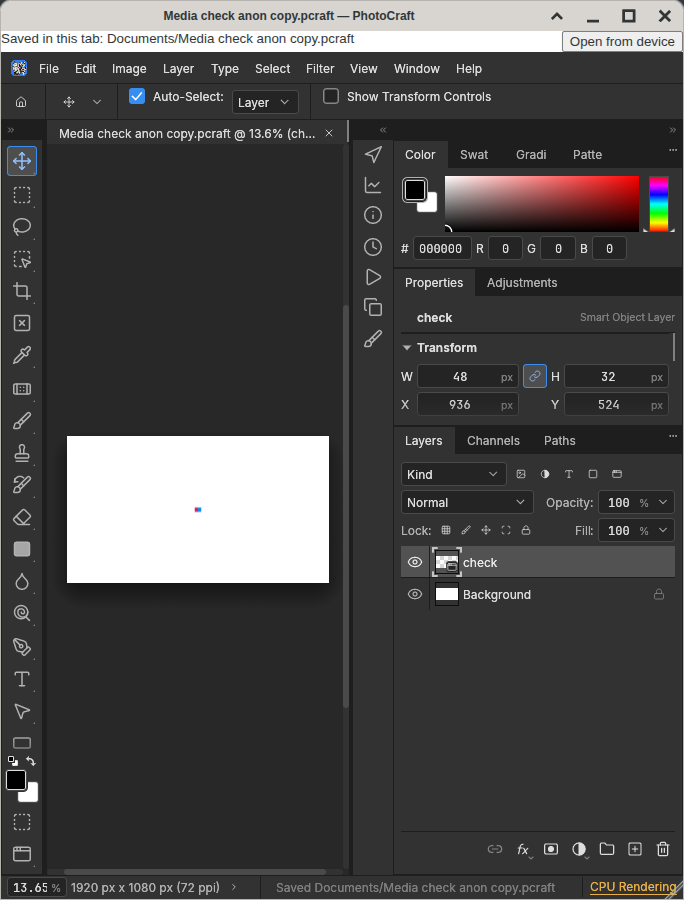 Media check anon copy.pcraft — PhotoCraft
Saved in this tab: Documents/Media check anon copy.pcraft
Open from device
File Edit Image Layer Type Select Filter View Window Help
Auto-Select: Layer Show Transform Controls
Media check anon copy.pcraft @ 13.6% (ch... ×
Color Swat Gradi Patte
# 000000 R 0 G 0 B 0
Properties Adjustments
check Smart Object Layer
Transform
W 48 px H 32 px
X 936 px Y 524 px
Layers Channels Paths
Kind
Normal Opacity: 100 %
Lock: Fill: 100 %
check
Background
fx
13.65 % 1920 px x 1080 px (72 ppi) Saved Documents/Media check anon copy.pcraft CPU Rendering